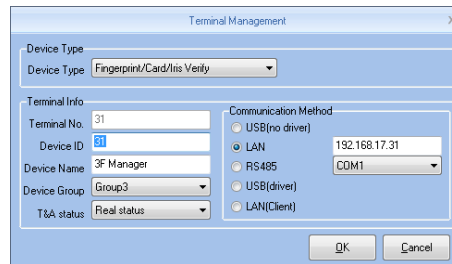 Terminal Management
Device Type
Device Type Fingerprint/Card/Iris Verify
Terminal Info
Terminal No. 31
Device ID 31
Device Name 3F Manager
Device Group Group3
T&A status Real status
Communication Method
USB(no driver)
LAN 192.168.17.31
RS485 COM1
USB(driver)
LAN(Client)
OK Cancel